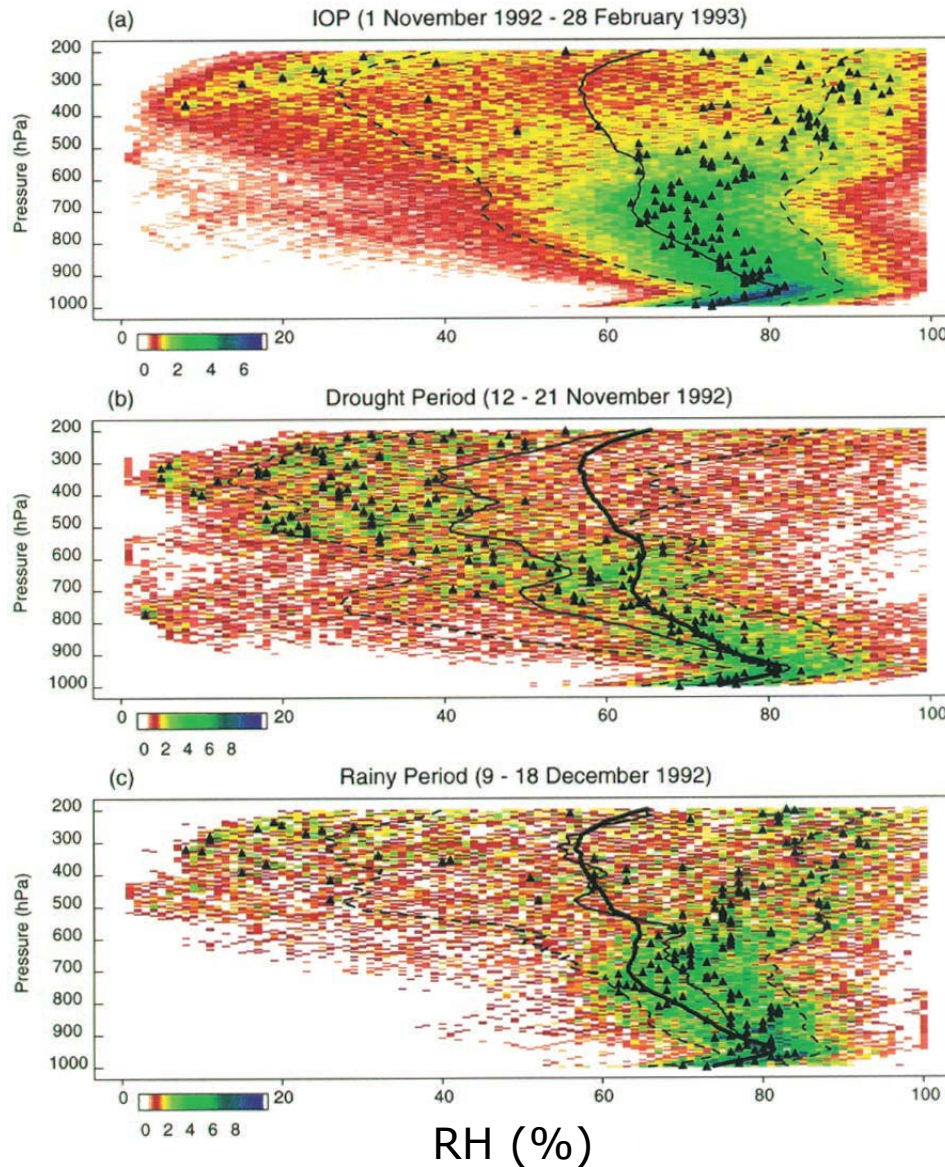 (a) IOP (1 November 1992 - 28 February 1993)
200
300
400
500
600
700
800
900
1000
Pressure (hPa)
0 20 40 60 80 100
0 2 4 6
(b) Drought Period (12 - 21 November 1992)
200
300
400
500
600
700
800
900
1000
Pressure (hPa)
0 20 40 60 80 100
0 2 4 6 8
(c) Rainy Period (9 - 18 December 1992)
200
300
400
500
600
700
800
900
1000
Pressure (hPa)
0 20 40 60 80 100
0 2 4 6 8
RH (%)